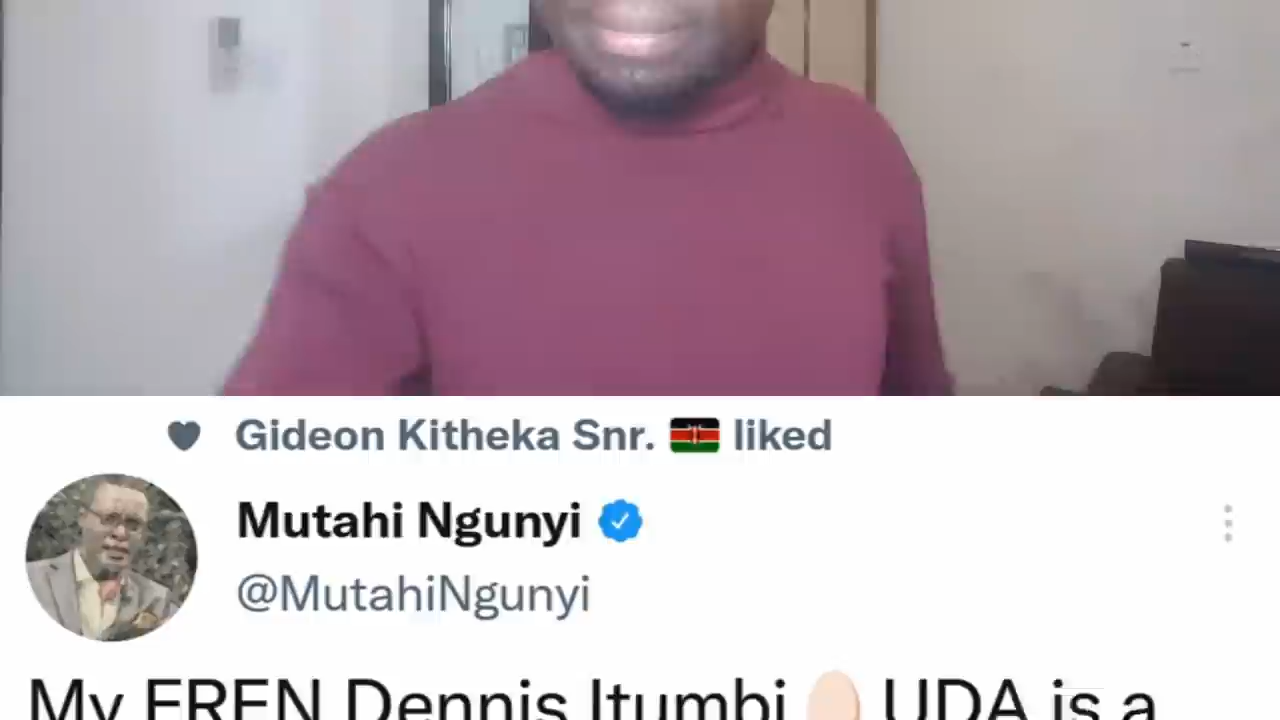 Gideon Kitheka Snr. 🇰🇪 liked
Mutahi Ngunyi
@MutahiNgunyi
My FREN Dennis Itumbi UDA is a